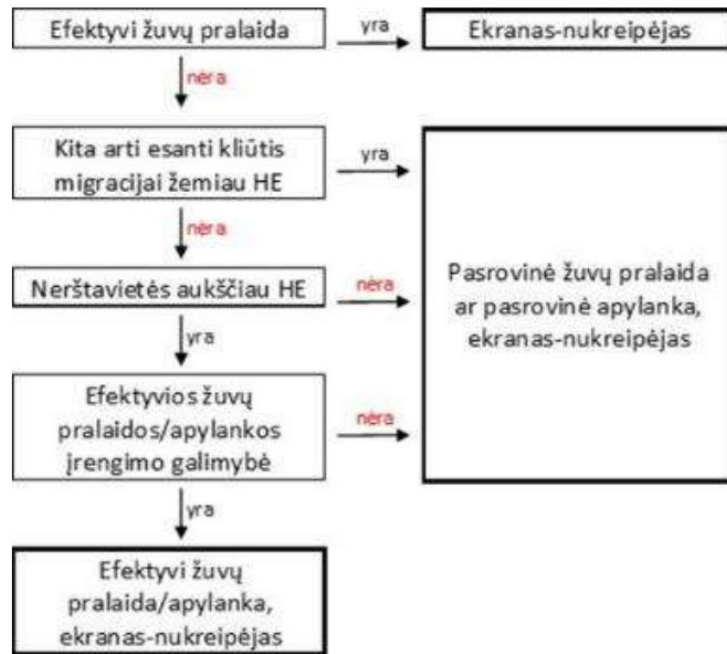 Efektyvi žuvų pralaida
yra
Ekranas-nukreipėjas
nėra
Kita arti esanti kliūtis
migracijai žemiau HE
yra
nėra
Nerštavietės aukščiau HE
nėra
Pasrovinė žuvų pralaida
ar pasrovinė apylanka,
ekranas-nukreipėjas
yra
Efektyvios žuvų
pralaidos/apylankos
įrengimo galimybė
nėra
yra
Efektyvi žuvų
pralaida/apylanka,
ekranas-nukreipėjas